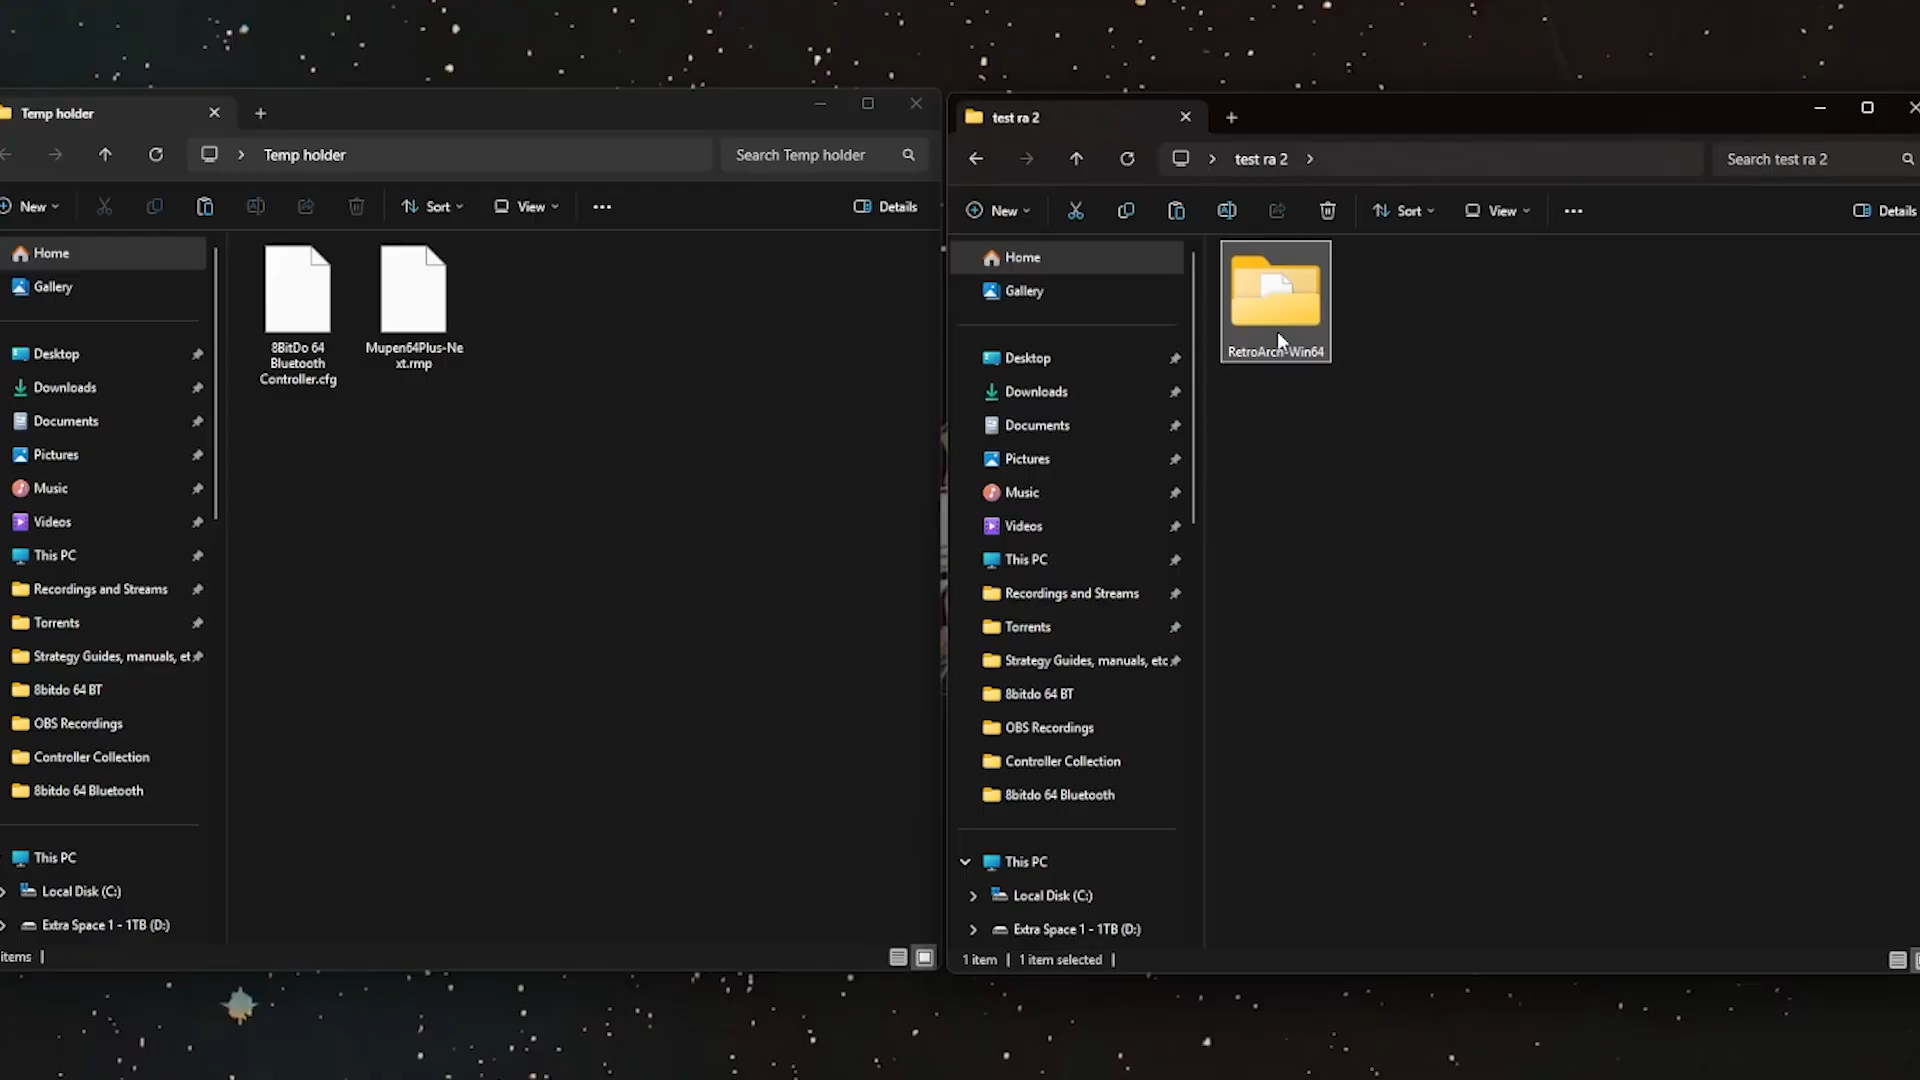 Temp holder
Temp holder
Search Temp holder
New
Sort
View
Details
Home
Gallery
Desktop
Downloads
Documents
Pictures
Music
Videos
This PC
Recordings and Streams
Torrents
Strategy Guides, manuals, et
8bitdo 64 BT
OBS Recordings
Controller Collection
8bitdo 64 Bluetooth
This PC
Local Disk (C:)
Extra Space 1 - 1TB (D:)
items
8BitDo 64
Bluetooth
Controller.cfg
Mupen64Plus-Ne
xt.rmp
test ra 2
test ra 2
Search test ra 2
New
Sort
View
Details
Home
Gallery
Desktop
Downloads
Documents
Pictures
Music
Videos
This PC
Recordings and Streams
Torrents
Strategy Guides, manuals, etc
8bitdo 64 BT
OBS Recordings
Controller Collection
8bitdo 64 Bluetooth
This PC
Local Disk (C:)
Extra Space 1 - 1TB (D:)
1 item
1 item selected
RetroArch-Win64